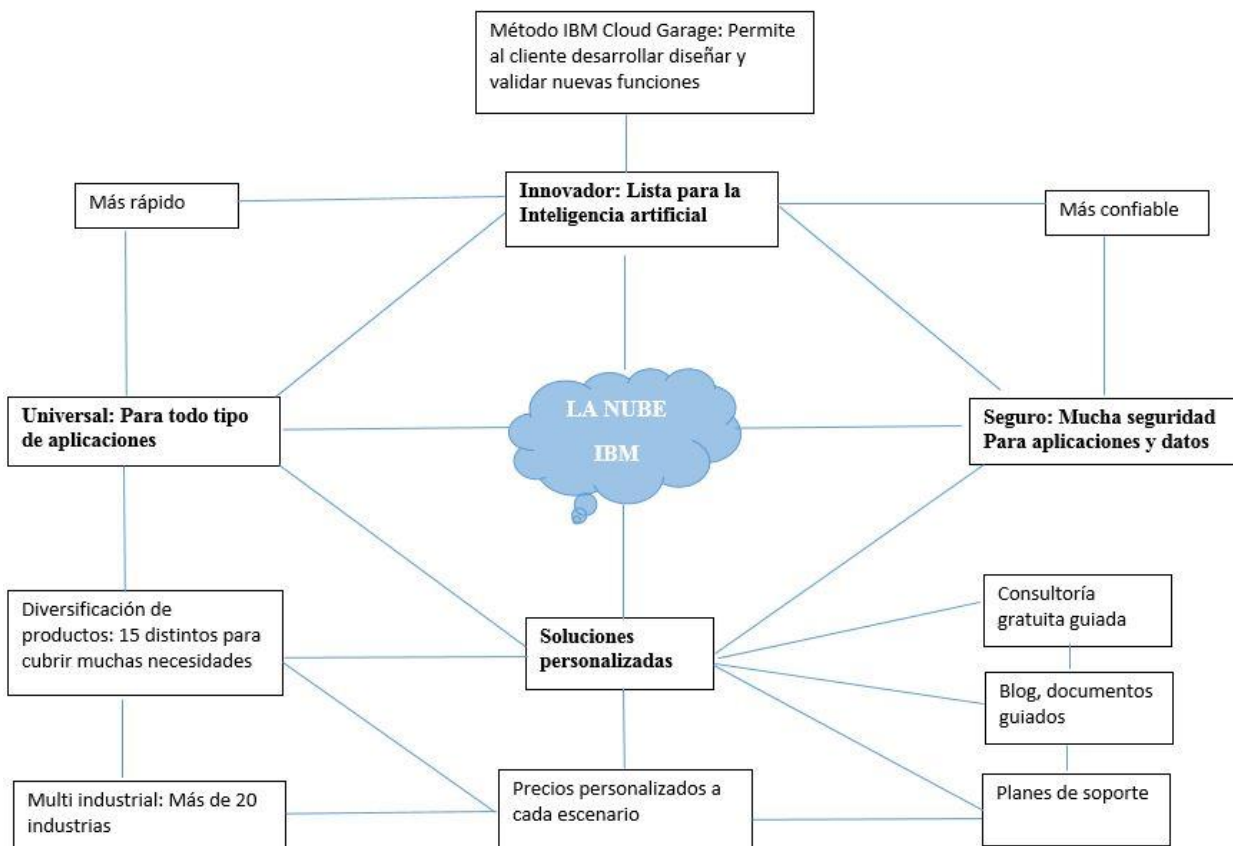 Método IBM Cloud Garage: Permite
al cliente desarrollar diseñar y
validar nuevas funciones
Más rápido
Innovador: Lista para la
Inteligencia artificial
Más confiable
Universal: Para todo tipo
de aplicaciones
LA NUBE
IBM
Seguro: Mucha seguridad
Para aplicaciones y datos
Diversificación de
productos: 15 distintos para
cubrir muchas necesidades
Soluciones
personalizadas
Consultoría
gratuita guiada
Blog, documentos
guiados
Multi industrial: Más de 20
industrias
Precios personalizados a
cada escenario
Planes de soporte